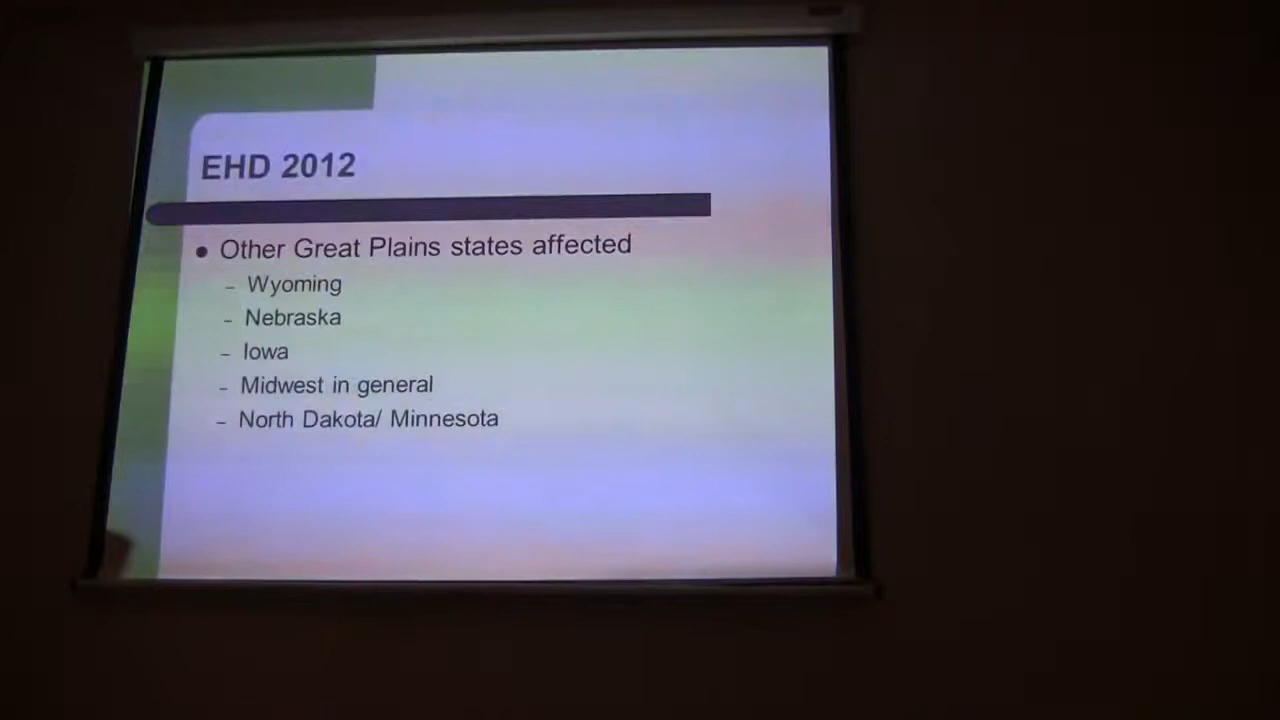 EHD 2012
● Other Great Plains states affected
– Wyoming
– Nebraska
– Iowa
– Midwest in general
– North Dakota/ Minnesota